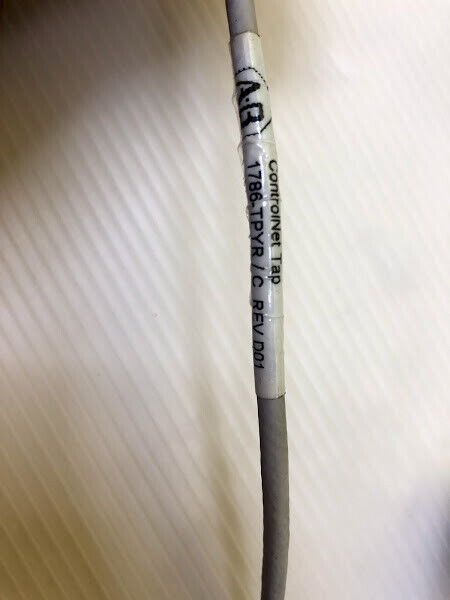 A-B
ControlNet Tap
1786-TPYR / C REV D01